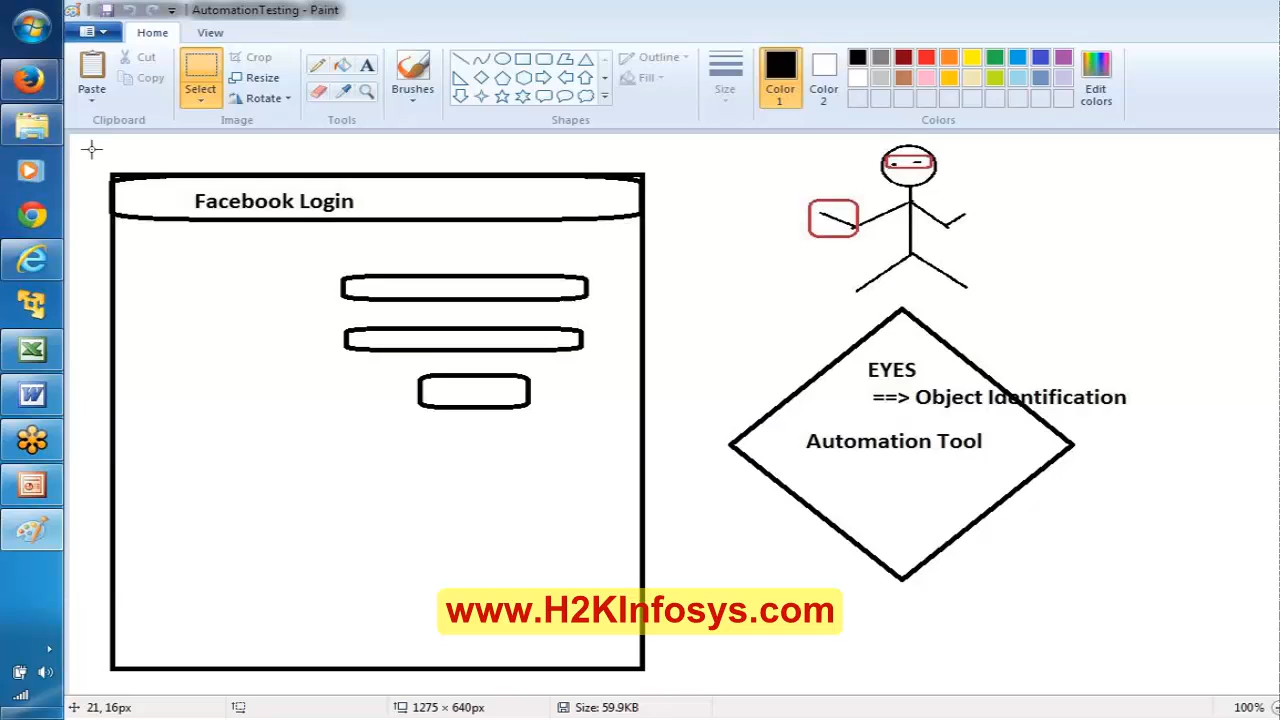 AutomationTesting - Paint
Home View
Paste
Cut
Copy
Clipboard
Select
Crop
Resize
Rotate
Image
A
Tools
Brushes
Outline
Fill
Shapes
Size
Color 1
Color 2
Edit colors
Colors
Facebook Login
EYES
==> Object Identification
Automation Tool
www.H2KInfosys.com
21, 16px
1275 × 640px
Size: 59.9KB
100%